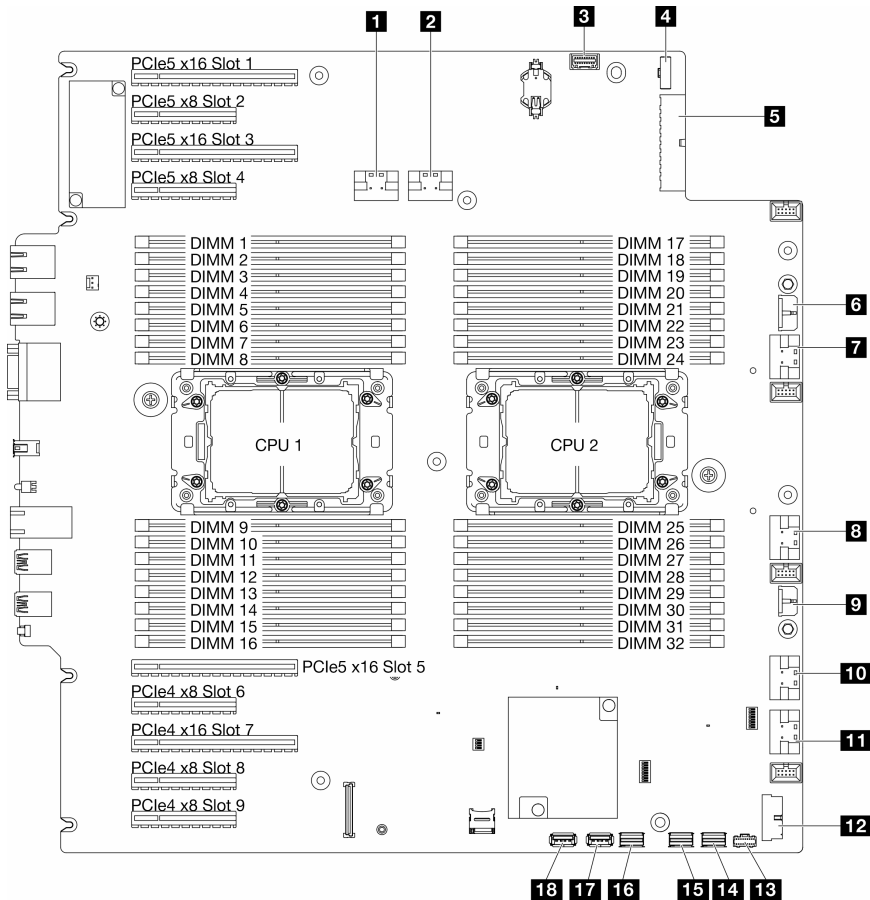 1 2 3 4
PCIe5 x16 Slot 1
PCIe5 x8 Slot 2
5
PCIe5 x16 Slot 3
PCIe5 x8 Slot 4
DIMM 1 DIMM 17
DIMM 2 DIMM 18
DIMM 3 DIMM 19
DIMM 4 DIMM 20
DIMM 5 DIMM 21
6
DIMM 6 DIMM 22
DIMM 7 DIMM 23
7
DIMM 8 DIMM 24
CPU 1 CPU 2
DIMM 9 DIMM 25
8
DIMM 10 DIMM 26
DIMM 11 DIMM 27
DIMM 12 DIMM 28
DIMM 13 DIMM 29
9
DIMM 14 DIMM 30
DIMM 15 DIMM 31
DIMM 16 DIMM 32
PCIe5 x16 Slot 5
10
PCIe4 x8 Slot 6
PCIe4 x16 Slot 7
11
PCIe4 x8 Slot 8
PCIe4 x8 Slot 9
12
18 17 16 15 14 13